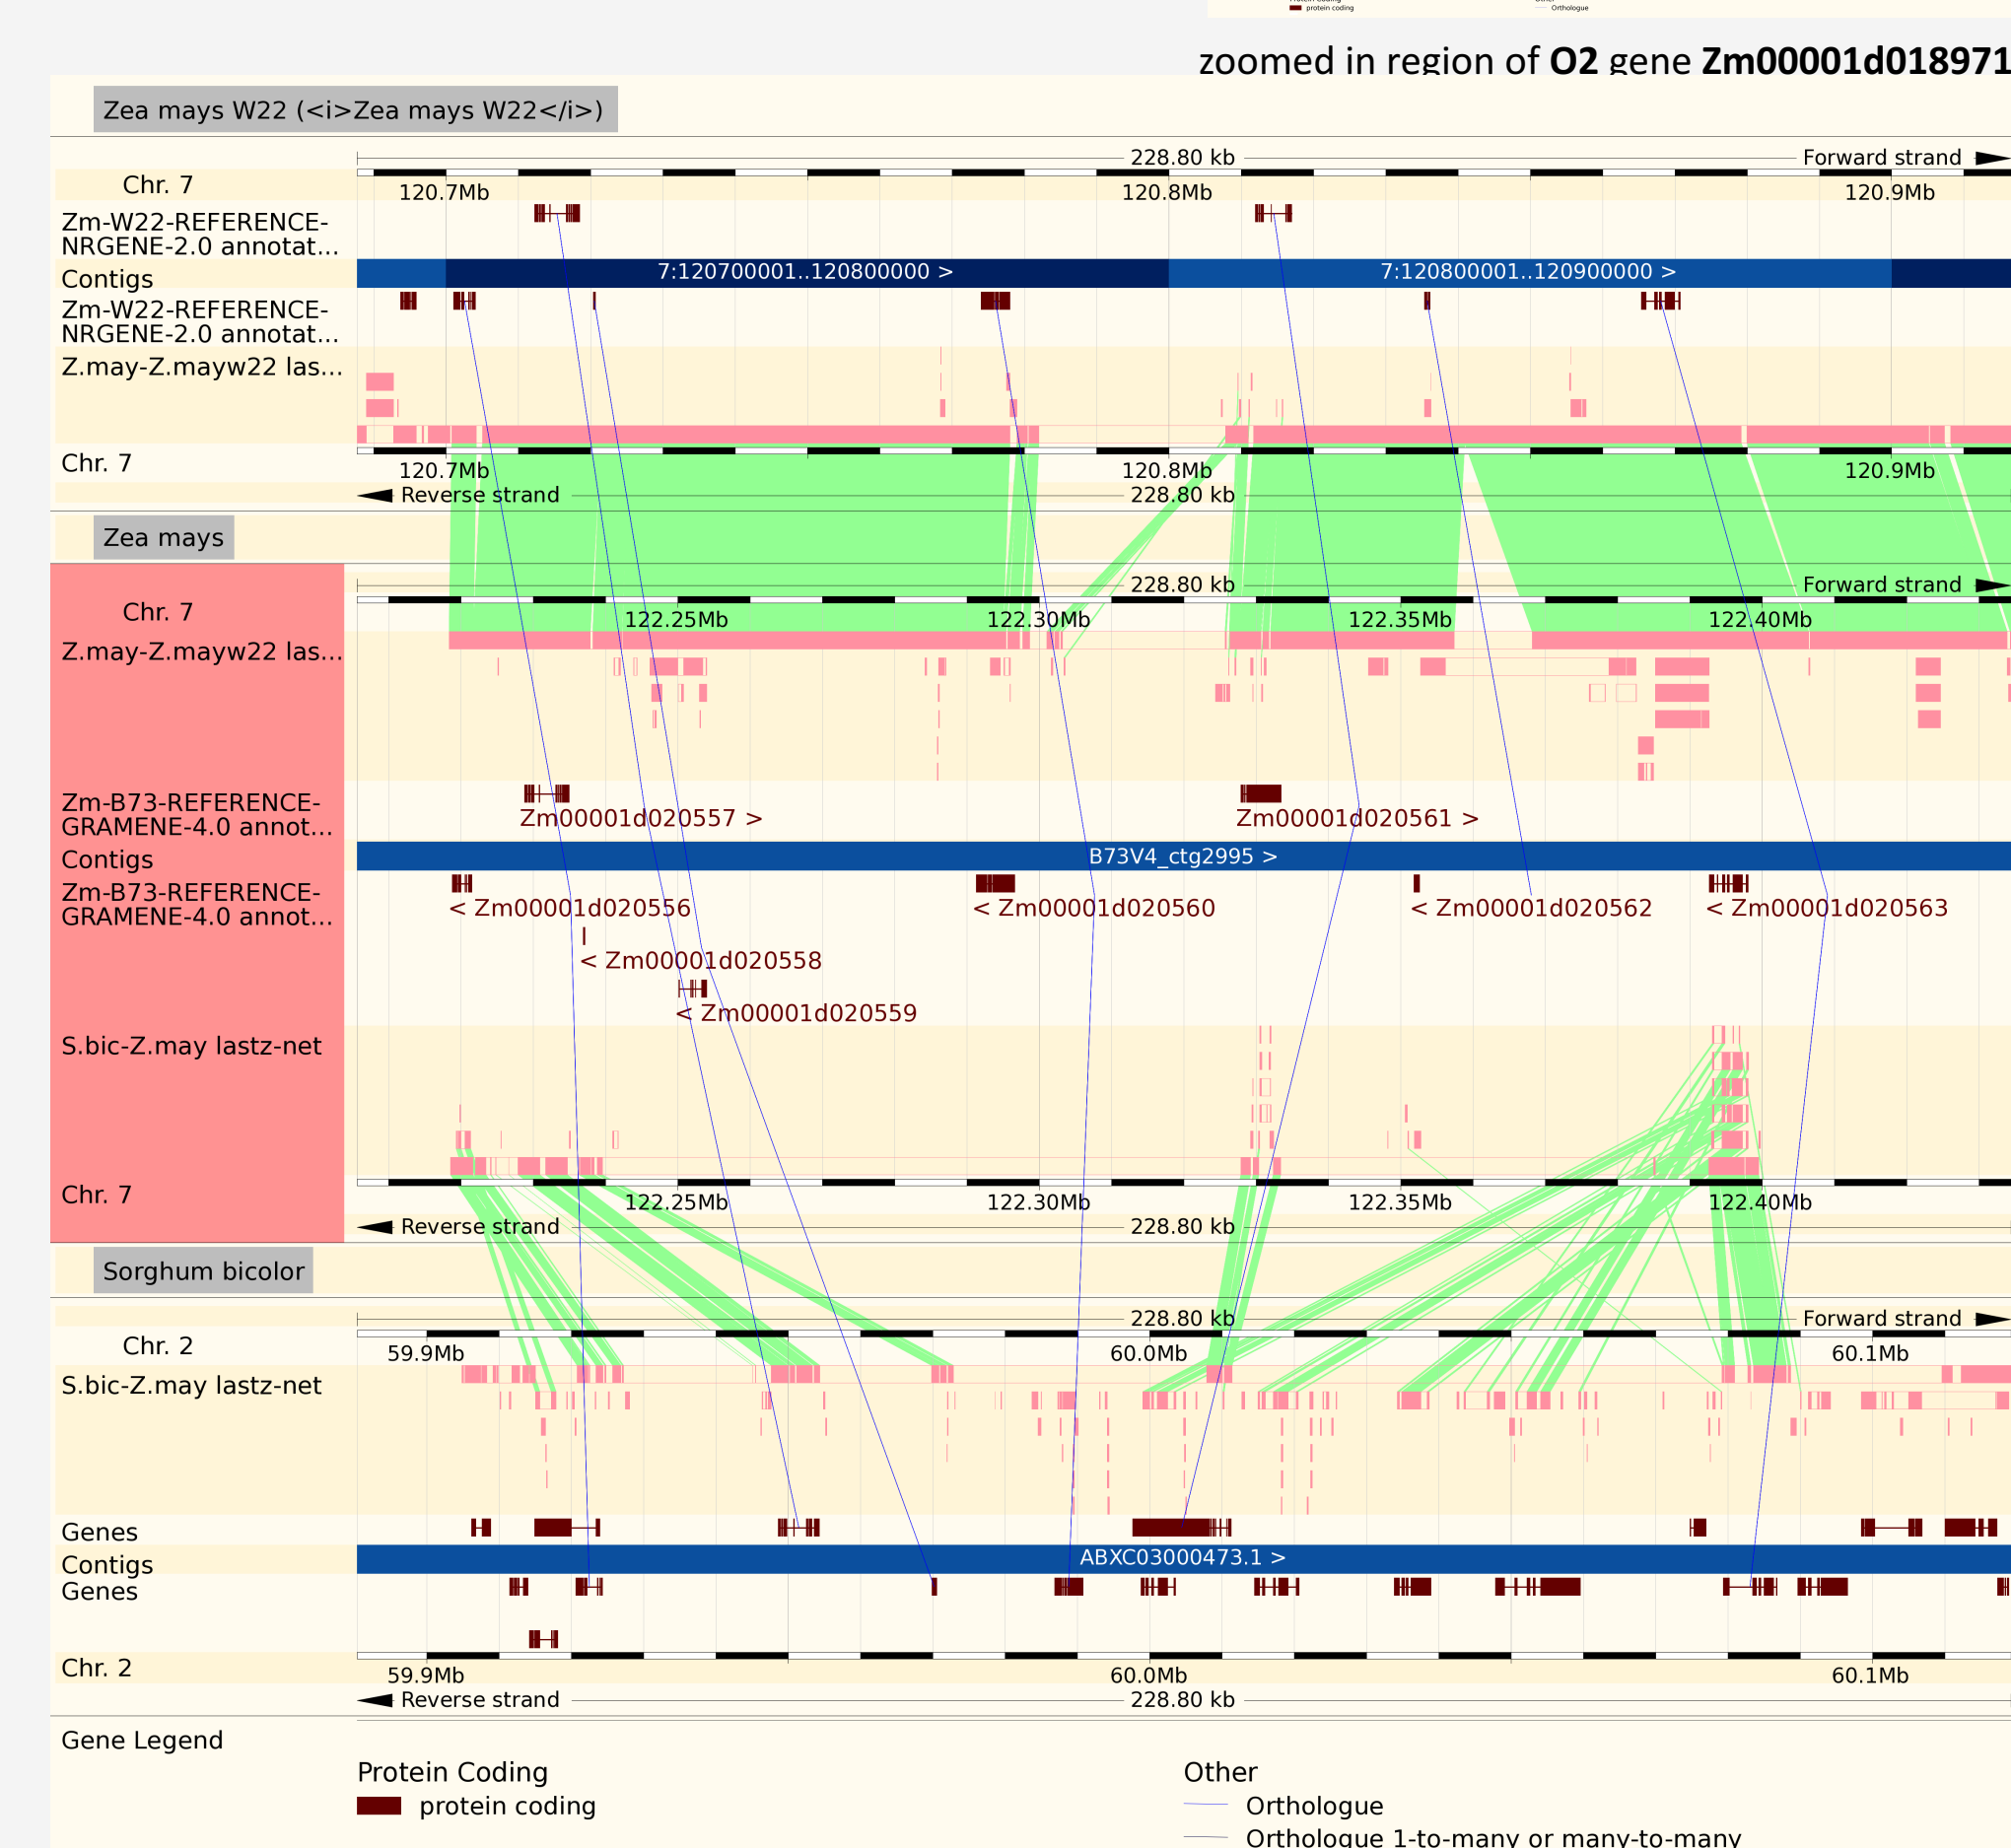 Protein Coding Other
protein coding Orthologue
zoomed in region of O2 gene Zm00001d018971
Zea mays W22 (<i>Zea mays W22</i>)
228.80 kb Forward strand
Chr. 7
120.7Mb 120.8Mb 120.9Mb
Zm-W22-REFERENCE-
NRGENE-2.0 annotat...
Contigs 7:120700001..120800000 > 7:120800001..120900000 >
Zm-W22-REFERENCE-
NRGENE-2.0 annotat...
Z.may-Z.mayw22 las...
Chr. 7
120.7Mb 120.8Mb 120.9Mb
Reverse strand 228.80 kb
Zea mays
228.80 kb Forward strand
Chr. 7
122.25Mb 122.30Mb 122.35Mb 122.40Mb
Z.may-Z.mayw22 las...
Zm-B73-REFERENCE-
GRAMENE-4.0 annot...
Zm00001d020557 > Zm00001d020561 >
Contigs B73V4_ctg2995 >
Zm-B73-REFERENCE-
GRAMENE-4.0 annot...
< Zm00001d020556 < Zm00001d020560 < Zm00001d020562 < Zm00001d020563
< Zm00001d020558
< Zm00001d020559
S.bic-Z.may lastz-net
Chr. 7
122.25Mb 122.30Mb 122.35Mb 122.40Mb
Reverse strand 228.80 kb
Sorghum bicolor
228.80 kb Forward strand
Chr. 2
59.9Mb 60.0Mb 60.1Mb
S.bic-Z.may lastz-net
Genes
Contigs ABXC03000473.1 >
Genes
Chr. 2
59.9Mb 60.0Mb 60.1Mb
Reverse strand 228.80 kb
Gene Legend
Protein Coding Other
protein coding Orthologue
Orthologue 1-to-many or many-to-many